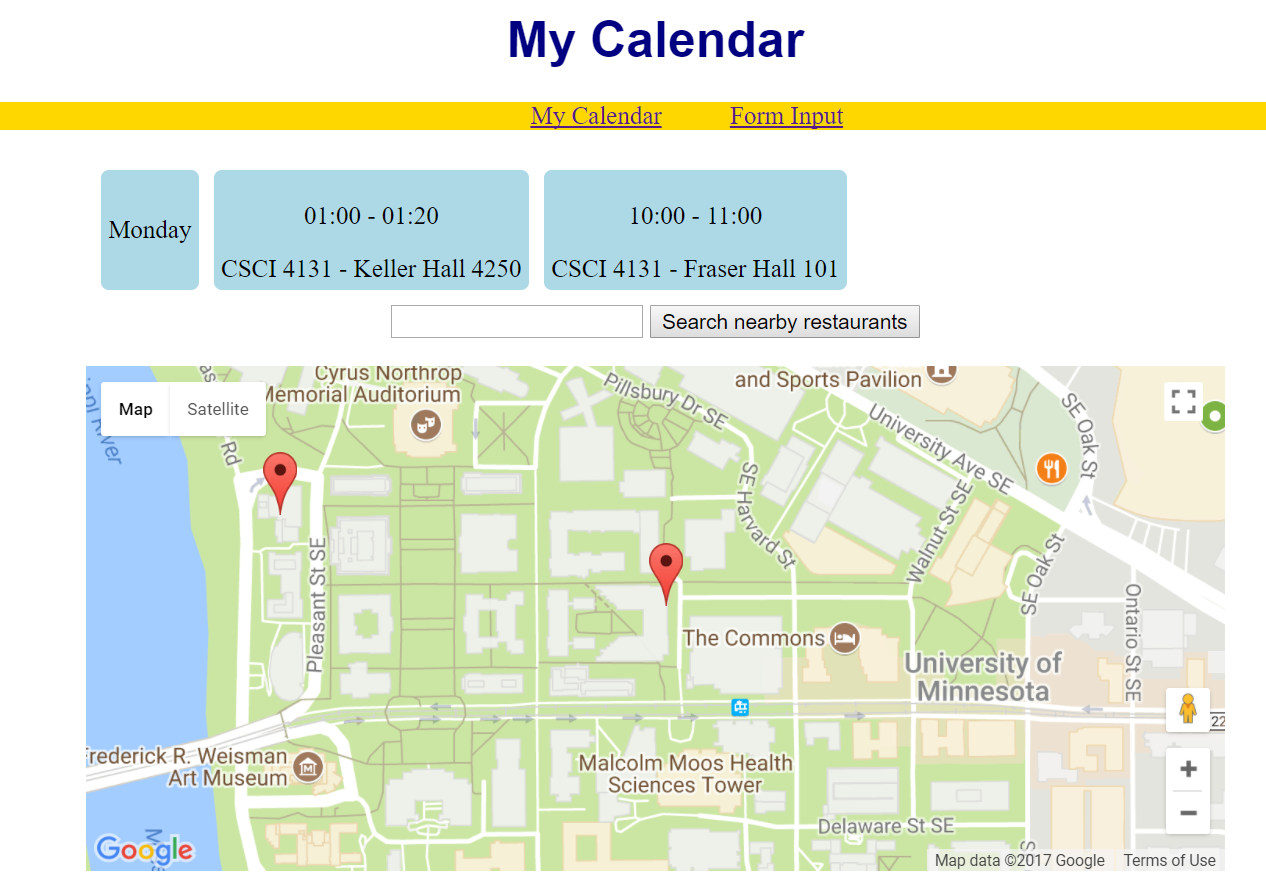 My Calendar
My Calendar Form Input
Monday
01:00 - 01:20
CSCI 4131 - Keller Hall 4250
10:00 - 11:00
CSCI 4131 - Fraser Hall 101
Search nearby restaurants
Map Satellite
Cyrus Northrop
Memorial Auditorium
Pillsbury Dr SE
and Sports Pavilion
University Ave SE
SE Oak St
Rd
SE Harvard St
Walnut St SE
SE Oak St
Pleasant St SE
Ontario St SE
The Commons
University of
Minnesota
22
Frederick R. Weisman
Art Museum
Malcolm Moos Health
Sciences Tower
Delaware St SE
Google
Map data ©2017 Google Terms of Use